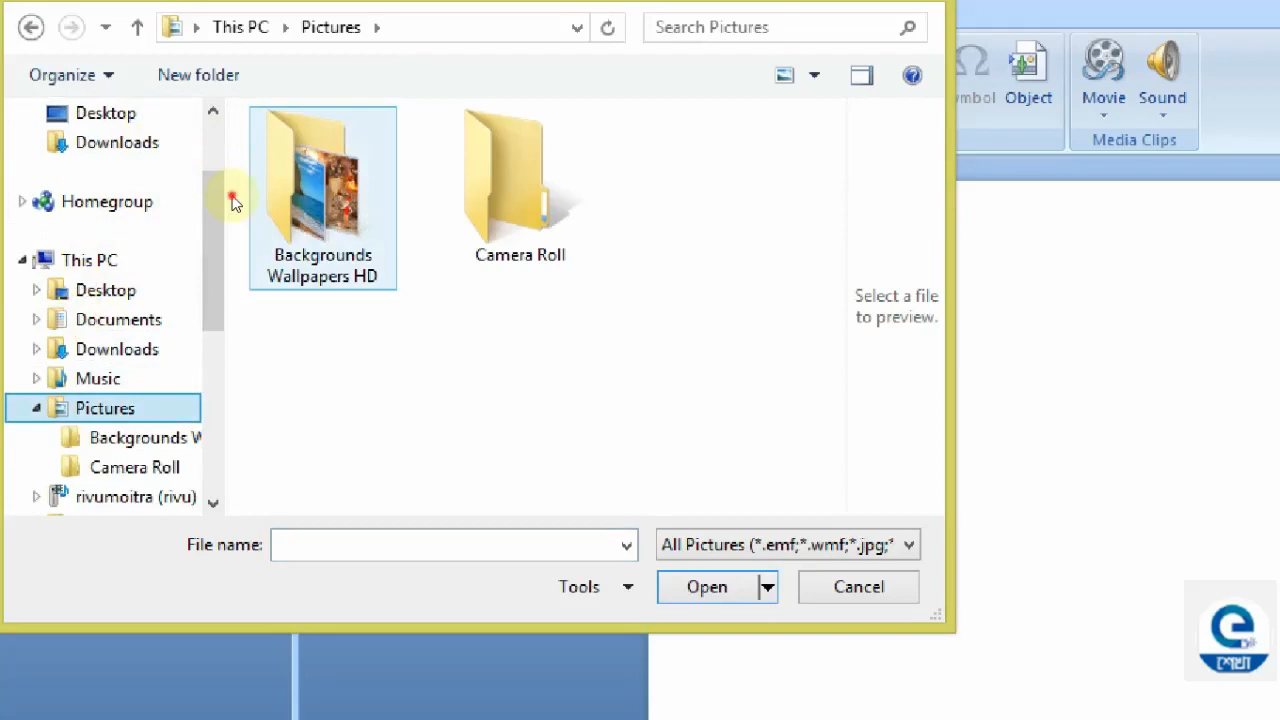 This PC
Pictures
Search Pictures
Organize
New folder
Desktop
Downloads
Homegroup
This PC
Desktop
Documents
Downloads
Music
Pictures
Backgrounds W
Camera Roll
rivumoitra (rivu)
Backgrounds
Wallpapers HD
Camera Roll
Select a file
to preview.
File name:
All Pictures (*.emf;*.wmf;*.jpg;*
Tools
Open
Cancel
mbol
Object
Movie
Sound
Media Clips
e
শেখা